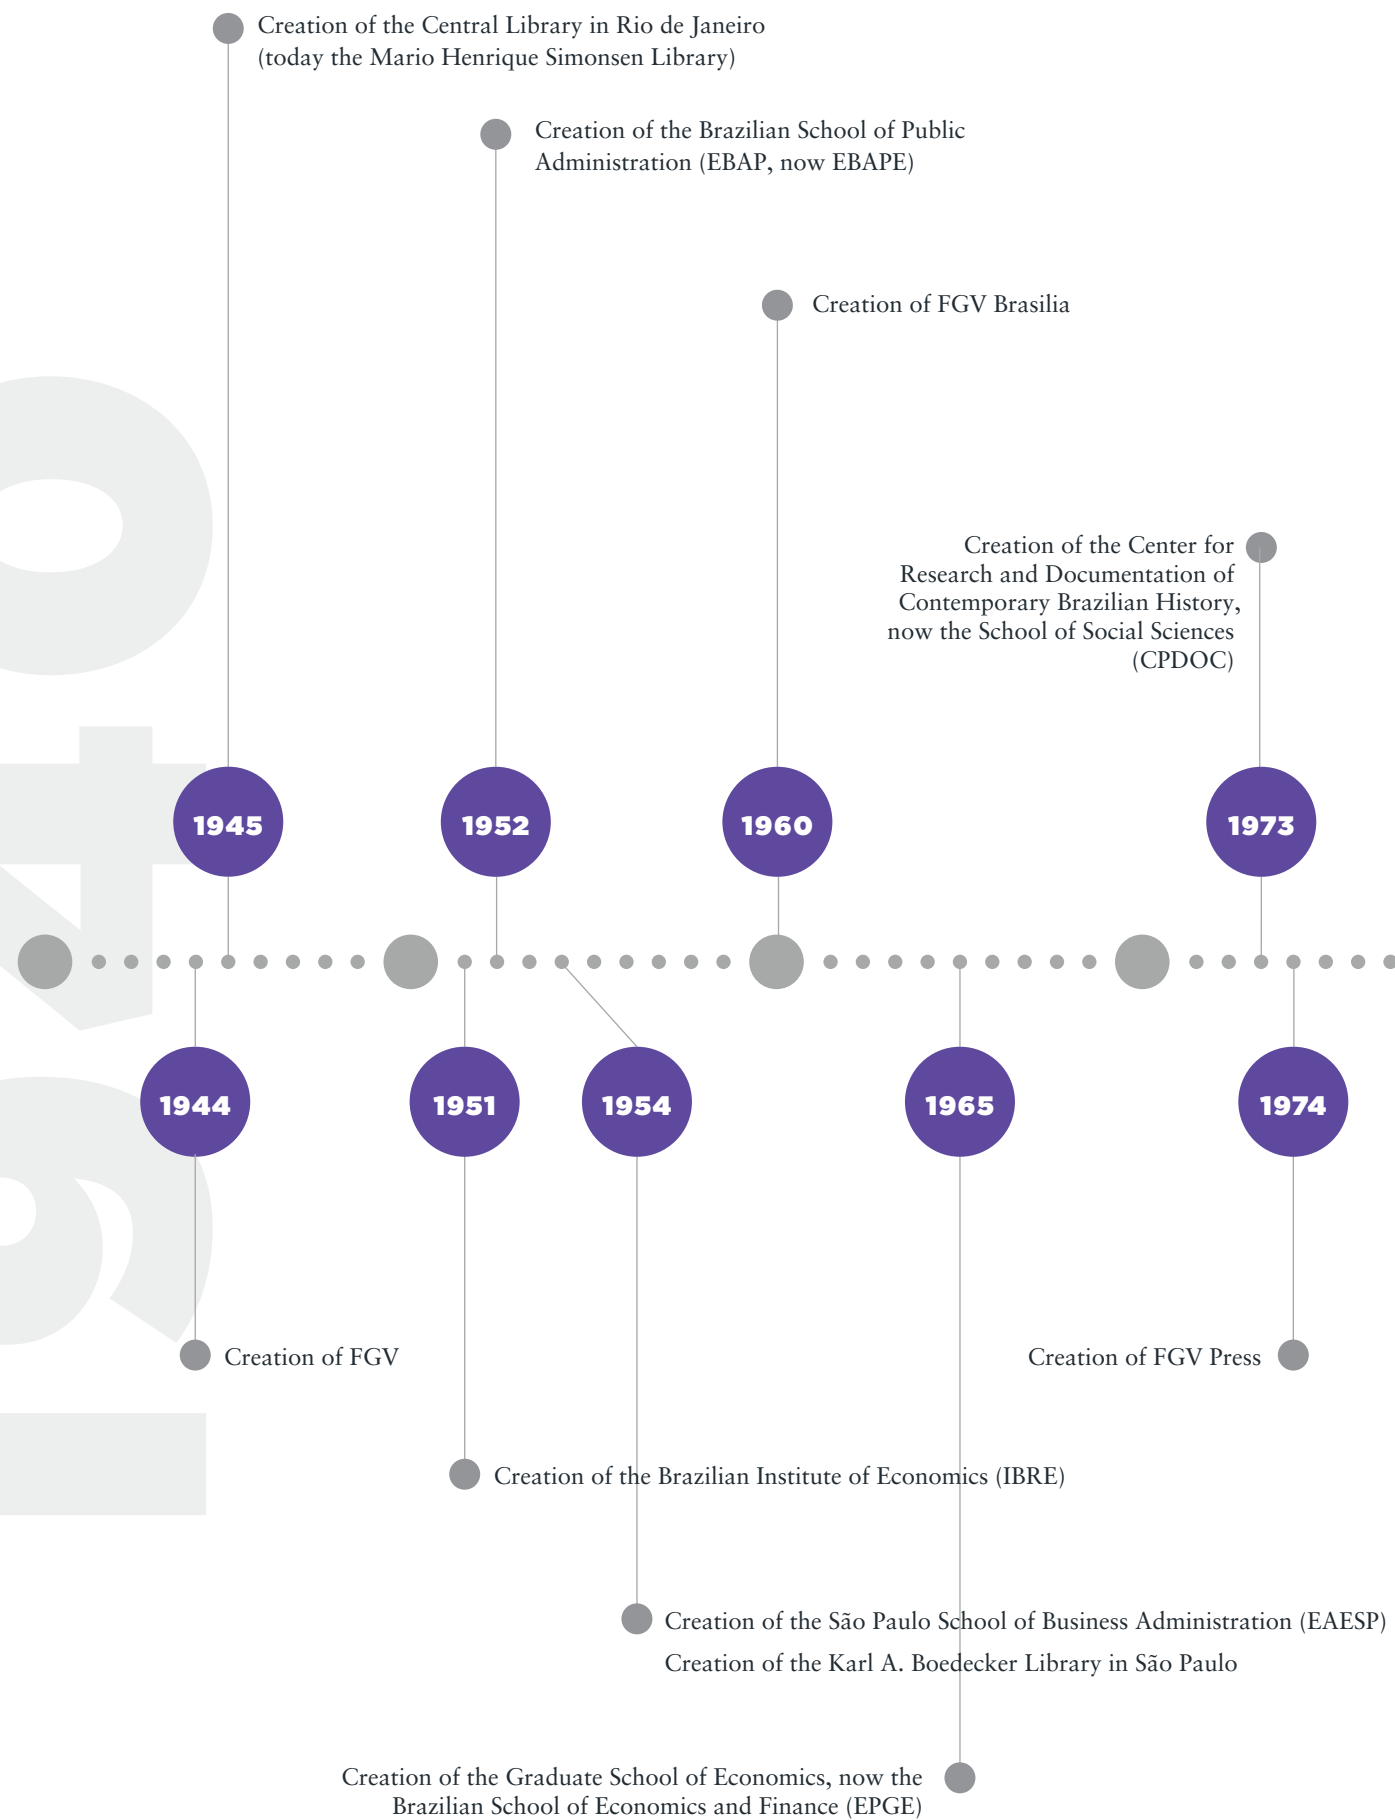 Creation of the Central Library in Rio de Janeiro
(today the Mario Henrique Simonsen Library)
Creation of the Brazilian School of Public
Administration (EBAP, now EBAPE)
Creation of FGV Brasilia
Creation of the Center for
Research and Documentation of
Contemporary Brazilian History,
now the School of Social Sciences
(CPDOC)
1940
1945
1952
1960
1973
1944
1951
1954
1965
1974
Creation of FGV
Creation of FGV Press
Creation of the Brazilian Institute of Economics (IBRE)
Creation of the São Paulo School of Business Administration (EAESP)
Creation of the Karl A. Boedecker Library in São Paulo
Creation of the Graduate School of Economics, now the
Brazilian School of Economics and Finance (EPGE)